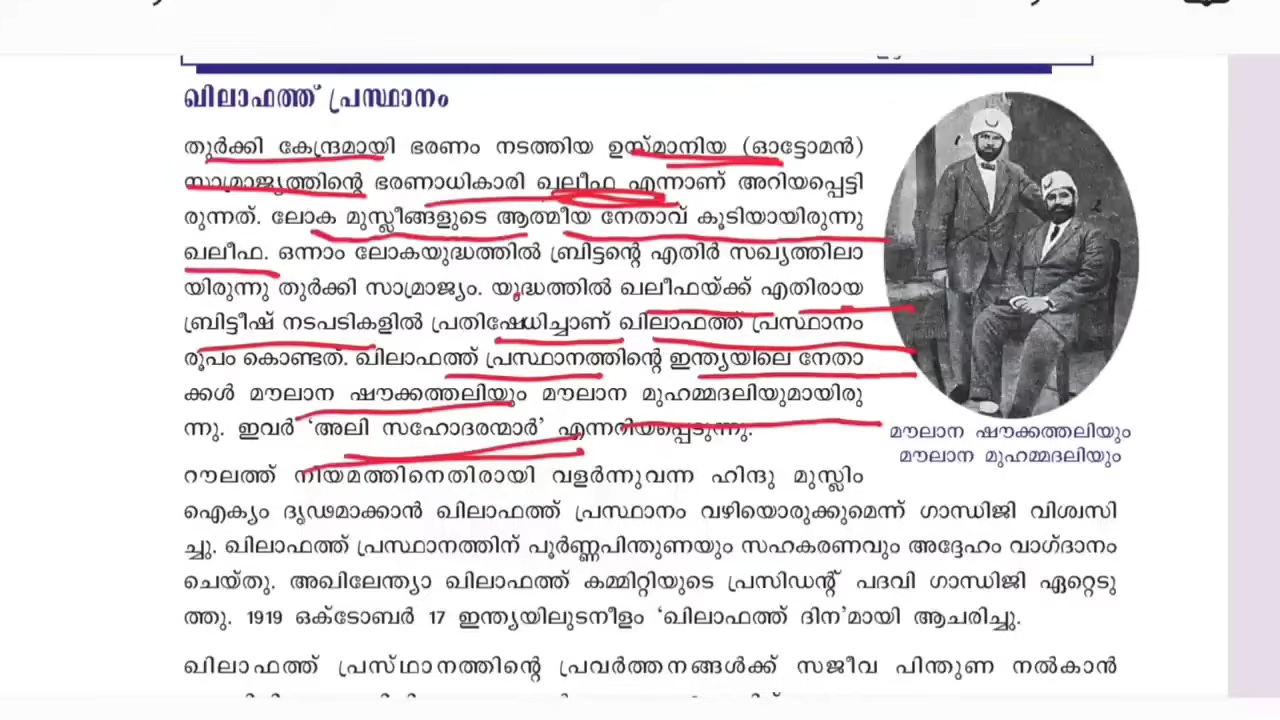 ഖിലാഫത്ത് പ്രസ്ഥാനം
തുർക്കി കേന്ദ്രമായി ഭരണം നടത്തിയ ഉസ്മാനിയ (ഓട്ടോമൻ)
സാമ്രാജ്യത്തിന്റെ ഭരണാധികാരി ഖലീഫ എന്നാണ് അറിയപ്പെട്ടി
രുന്നത്. ലോക മുസ്ലീങ്ങളുടെ ആത്മീയ നേതാവ് കൂടിയായിരുന്നു
ഖലീഫ. ഒന്നാം ലോകയുദ്ധത്തിൽ ബ്രിട്ടന്റെ എതിർ സഖ്യത്തിലാ
യിരുന്നു തുർക്കി സാമ്രാജ്യം. യുദ്ധത്തിൽ ഖലീഫയ്ക്ക് എതിരായ
ബ്രിട്ടീഷ് നടപടികളിൽ പ്രതിഷേധിച്ചാണ് ഖിലാഫത്ത് പ്രസ്ഥാനം
രൂപം കൊണ്ടത്. ഖിലാഫത്ത് പ്രസ്ഥാനത്തിന്റെ ഇന്ത്യയിലെ നേതാ
ക്കൾ മൗലാന ഷൗക്കത്തലിയും മൗലാന മുഹമ്മദലിയുമായിരു
ന്നു. ഇവർ 'അലി സഹോദരന്മാർ' എന്നറിയപ്പെടുന്നു.
മൗലാന ഷൗക്കത്തലിയും
മൗലാന മുഹമ്മദലിയും
റൗലത്ത് നിയമത്തിനെതിരായി വളർന്നുവന്ന ഹിന്ദു മുസ്ലിം
ഐക്യം ദൃഢമാക്കാൻ ഖിലാഫത്ത് പ്രസ്ഥാനം വഴിയൊരുക്കുമെന്ന് ഗാന്ധിജി വിശ്വസി
ച്ചു. ഖിലാഫത്ത് പ്രസ്ഥാനത്തിന് പൂർണ്ണപിന്തുണയും സഹകരണവും അദ്ദേഹം വാഗ്ദാനം
ചെയ്തു. അഖിലേന്ത്യാ ഖിലാഫത്ത് കമ്മിറ്റിയുടെ പ്രസിഡന്റ് പദവി ഗാന്ധിജി ഏറ്റെടു
ത്തു. 1919 ഒക്ടോബർ 17 ഇന്ത്യയിലുടനീളം 'ഖിലാഫത്ത് ദിന'മായി ആചരിച്ചു.
ഖിലാഫത്ത് പ്രസ്ഥാനത്തിന്റെ പ്രവർത്തനങ്ങൾക്ക് സജീവ പിന്തുണ നൽകാൻ